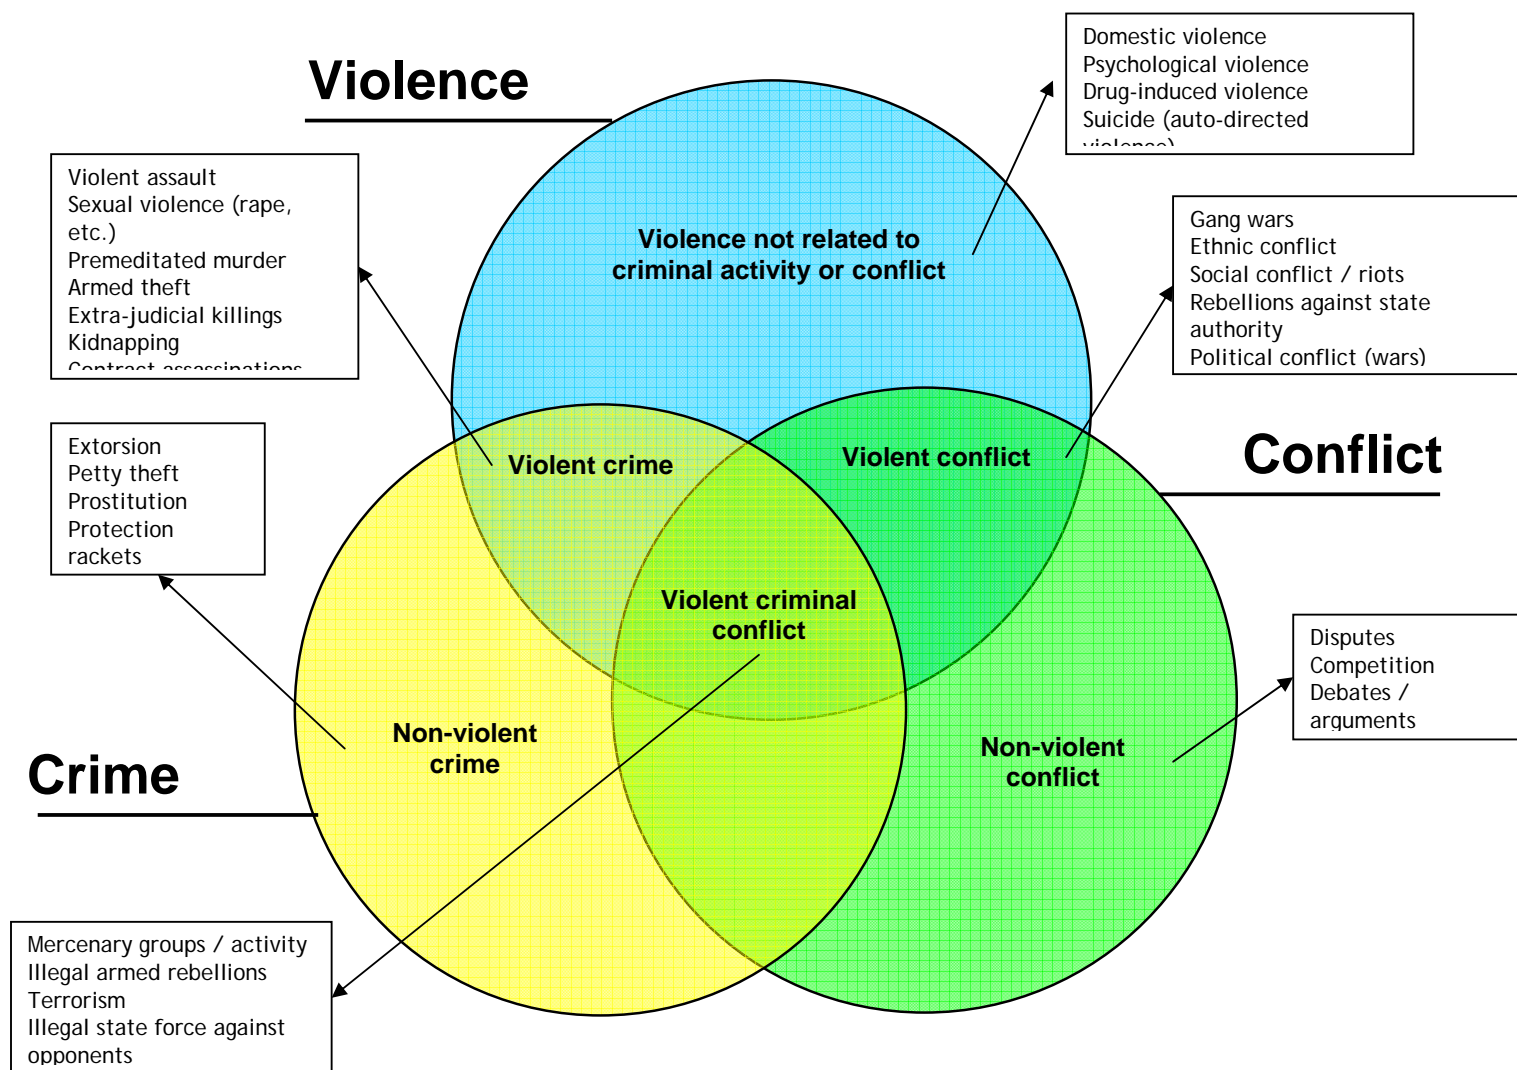 Violence
Domestic violence
Psychological violence
Drug-induced violence
Suicide (auto-directed
violence)
Violent assault
Sexual violence (rape,
etc.)
Premeditated murder
Armed theft
Extra-judicial killings
Kidnapping
Contract assassinations
Violence not related to
criminal activity or conflict
Gang wars
Ethnic conflict
Social conflict / riots
Rebellions against state
authority
Political conflict (wars)
Extorsion
Petty theft
Prostitution
Protection
rackets
Violent crime
Violent conflict
Conflict
Violent criminal
conflict
Disputes
Competition
Debates /
arguments
Non-violent
crime
Non-violent
conflict
Crime
Mercenary groups / activity
Illegal armed rebellions
Terrorism
Illegal state force against
opponents